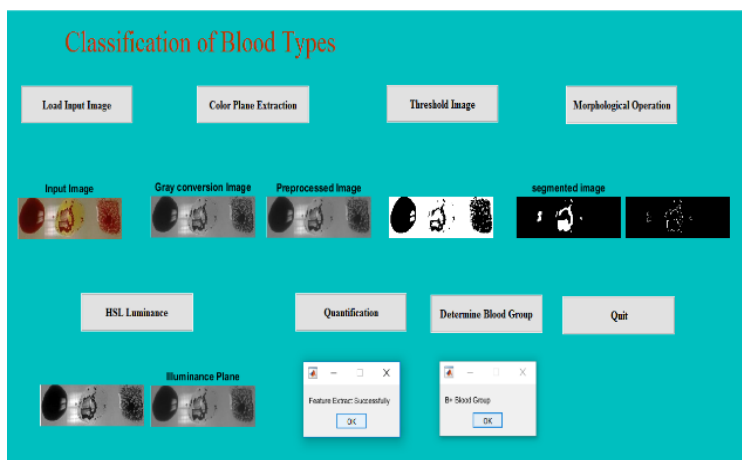 Classification of Blood Types
Load Input Image
Color Plane Extraction
Threshold Image
Morphological Operation
Input Image
Gray conversion Image
Preprocessed Image
segmented image
HSL Luminance
Quantification
Determine Blood Group
Quit
Illuminance Plane
Feature Extract Successfully
OK
B+ Blood Group
OK